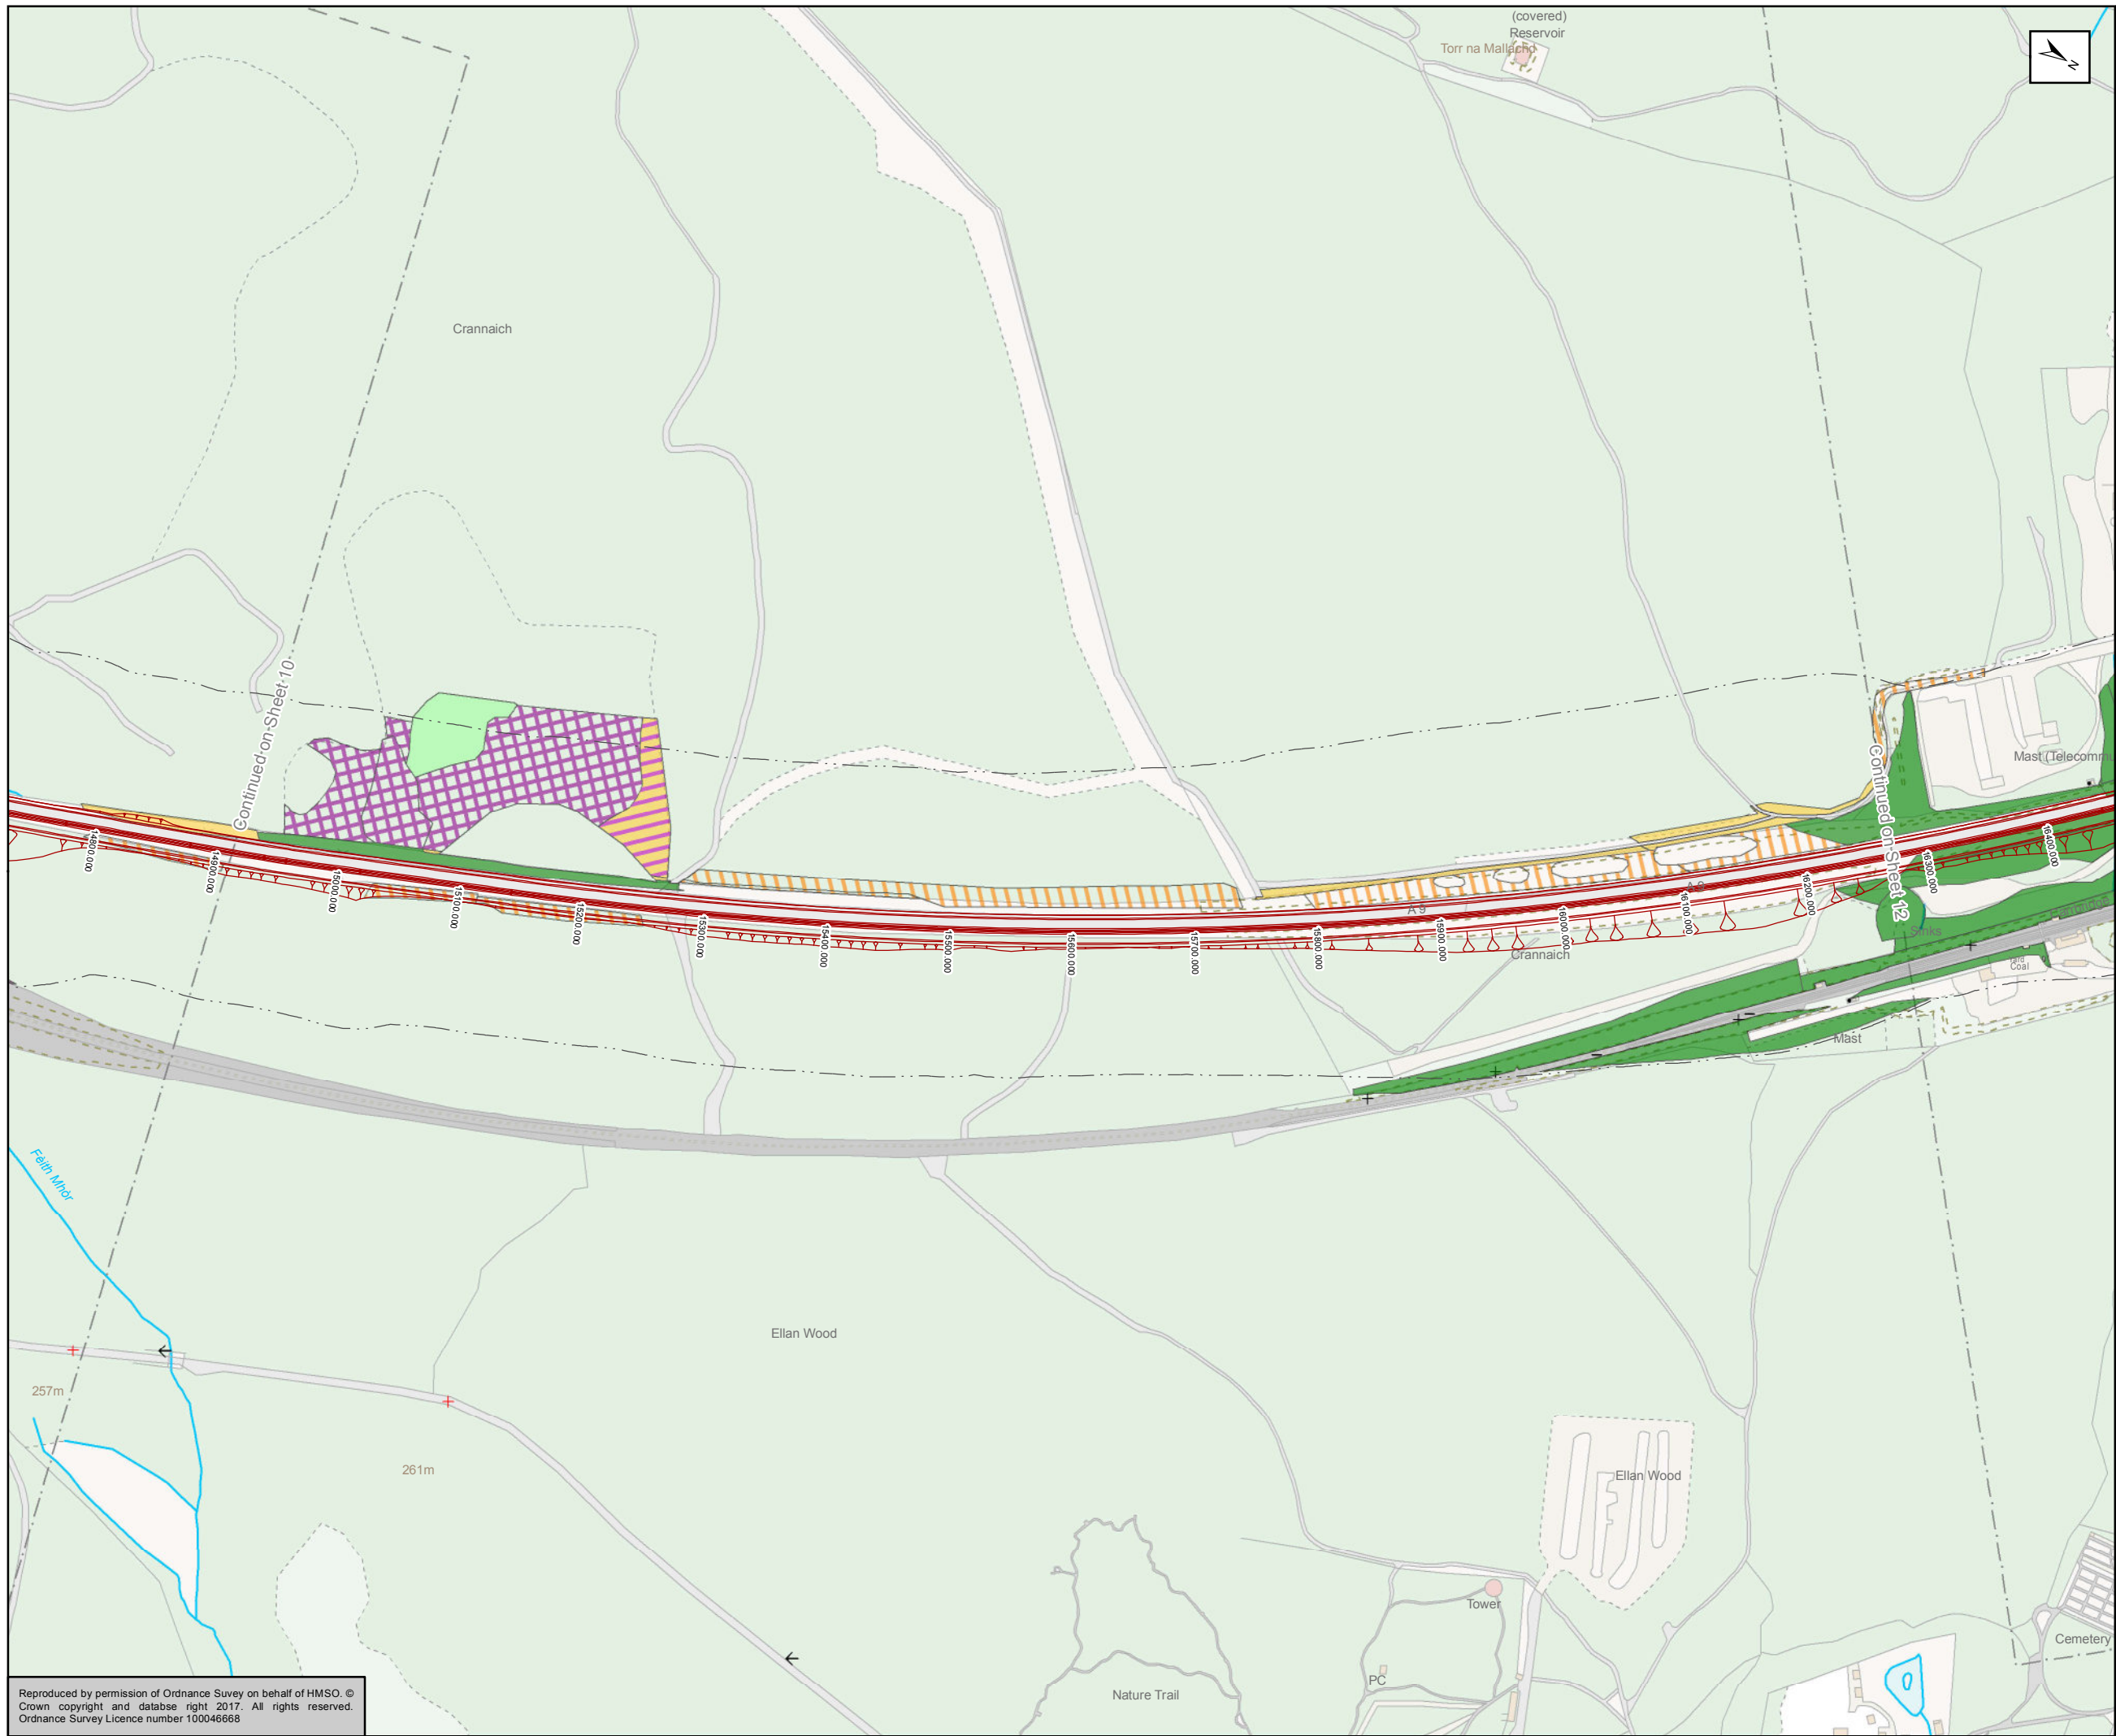 (covered)
Reservoir
Torr na Mallachd
N
Crannaich
Continued on Sheet 10
Mast (Telecomm
Continued on Sheet 12
14800.000
14900.000
15000.000
15100.000
15200.000
15300.000
15400.000
15500.000
15600.000
15700.000
15800.000
15900.000
16000.000
16100.000
16200.000
16300.000
16400.000
A 9
A 9
Crannaich
Sinks
Coal
Mast
Fèith Mhòr
Ellan Wood
257m
261m
Ellan Wood
Tower
Cemetery
PC
Nature Trail
Reproduced by permission of Ordnance Suvey on behalf of HMSO. ©
Crown copyright and databse right 2017. All rights reserved.
Ordnance Survey Licence number 100046668